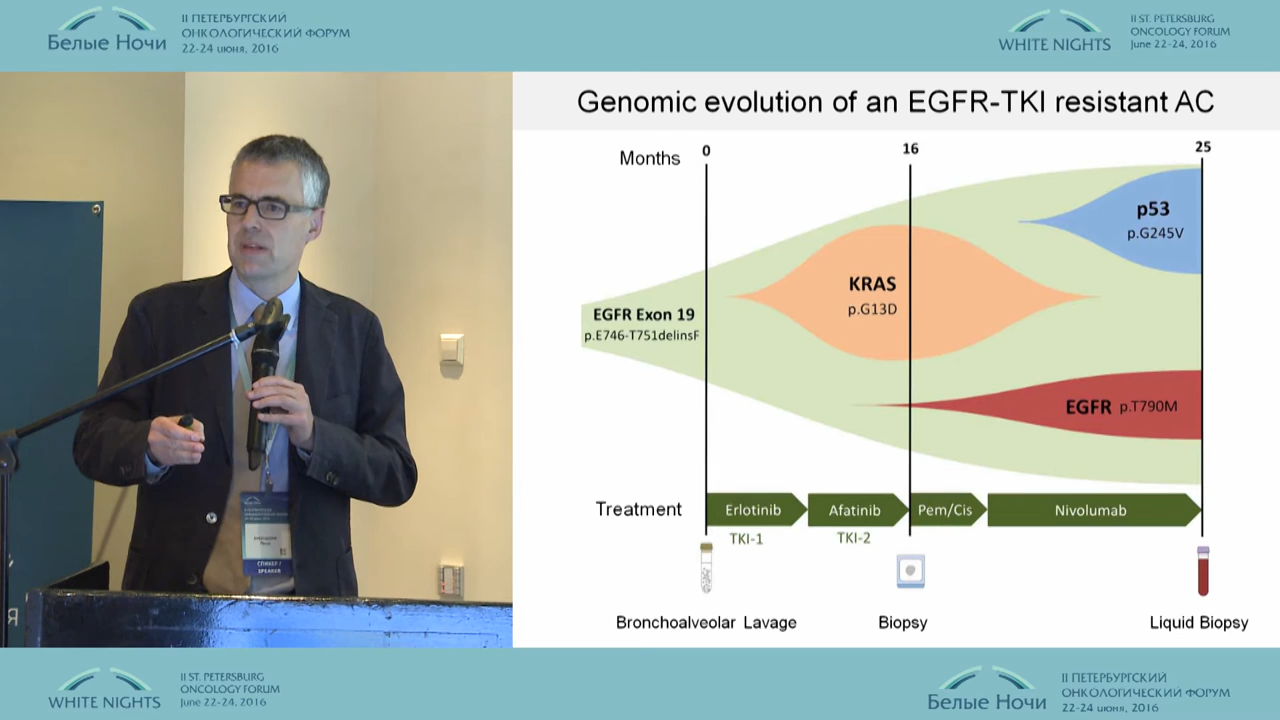 Белые Ночи
II ПЕТЕРБУРГСКИЙ
ОНКОЛОГИЧЕСКИЙ ФОРУМ
22-24 июня, 2016
WHITE NIGHTS
II ST. PETERSBURG
ONCOLOGY FORUM
June 22-24, 2016
Genomic evolution of an EGFR-TKI resistant AC
Months
0
16
25
p53
p.G245V
KRAS
p.G13D
EGFR Exon 19
p.E746-T751delinsF
EGFR p.T790M
Treatment
Erlotinib
Afatinib
Pem/Cis
Nivolumab
TKI-1
TKI-2
Bronchoalveolar Lavage
Biopsy
Liquid Biopsy
СПИКЕР /
SPEAKER
Я
WHITE NIGHTS
II ST. PETERSBURG
ONCOLOGY FORUM
June 22-24, 2016
Белые Ночи
II ПЕТЕРБУРГСКИЙ
ОНКОЛОГИЧЕСКИЙ ФОРУМ
22-24 июня, 2016